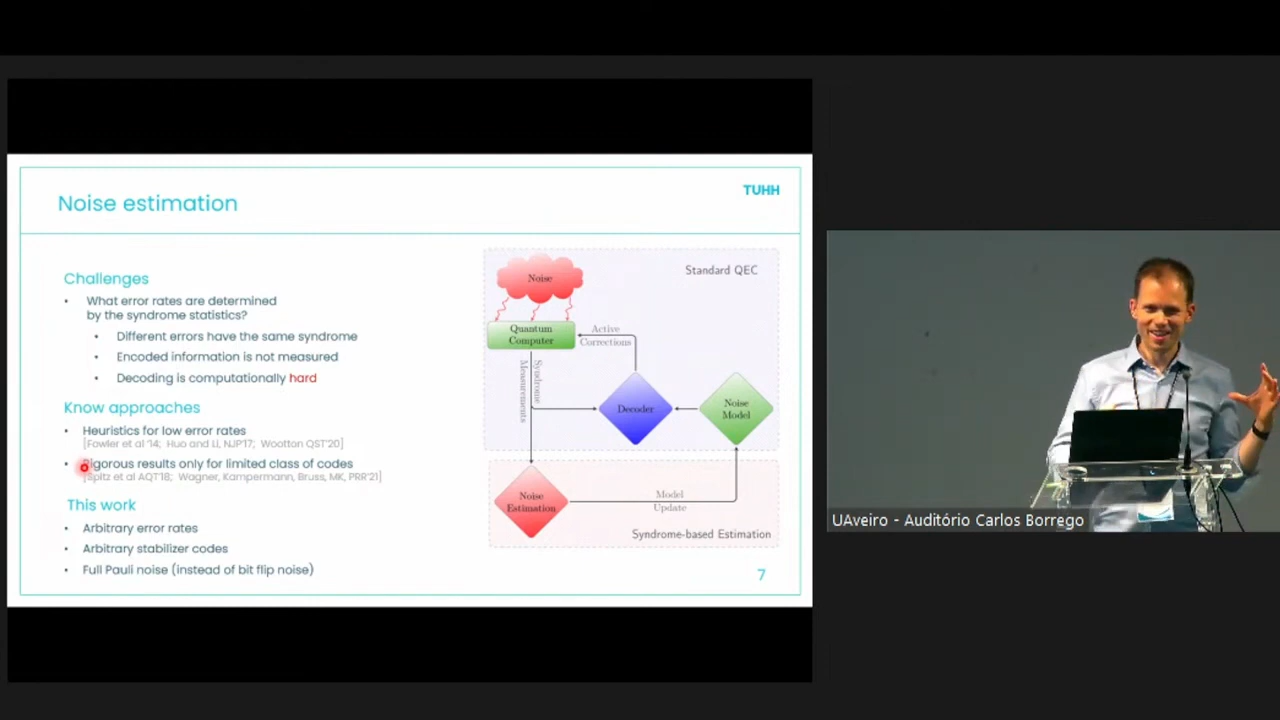 Noise estimation
TUHH
Challenges
• What error rates are determined
by the syndrome statistics?
• Different errors have the same syndrome
• Encoded information is not measured
• Decoding is computationally hard
Know approaches
• Heuristics for low error rates
[Fowler et al '14; Huo and Li, NJP'17; Wootton QST'20]
• Rigorous results only for limited class of codes
[Spitz et al AQT'18; Wagner, Kampermann, Bruss, MK, PRR'21]
This work
• Arbitrary error rates
• Arbitrary stabilizer codes
• Full Pauli noise (instead of bit flip noise)
Standard QEC
Noise
Quantum
Computer
Active
Corrections
Syndrome
Measurements
Decoder
Noise
Model
Noise
Estimation
Model
Update
Syndrome-based Estimation
7
UAveiro - Auditório Carlos Borrego